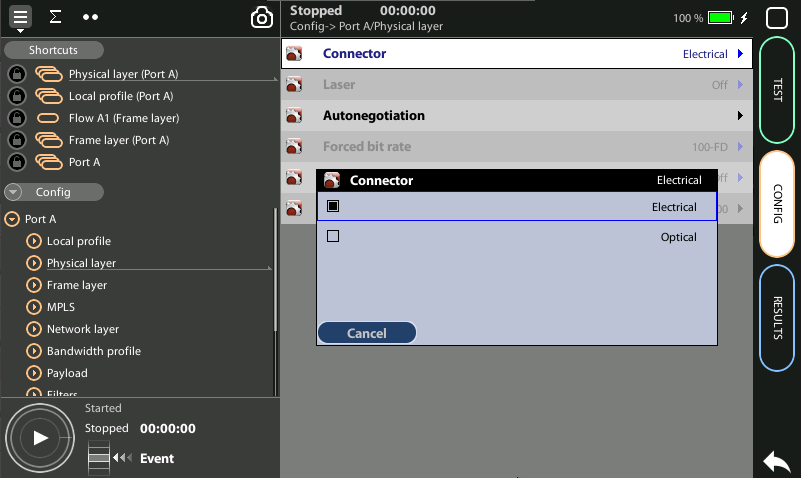 Stopped 00:00:00
Config-> Port A/Physical layer
100 %
Shortcuts
Physical layer (Port A)
Local profile (Port A)
Flow A1 (Frame layer)
Frame layer (Port A)
Port A
Config
Port A
Local profile
Physical layer
Frame layer
MPLS
Network layer
Bandwidth profile
Payload
Filters
Started
Stopped 00:00:00
Event
Connector Electrical
Laser Off
Autonegotiation
Forced bit rate 100-FD
Connector Electrical
Electrical
Optical
Cancel
TEST
CONFIG
RESULTS